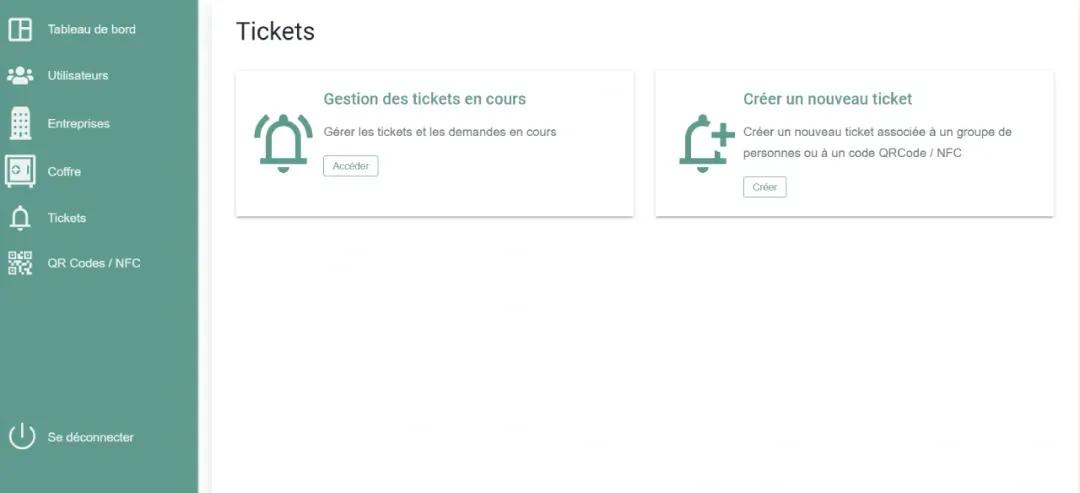 Tableau de bord
Utilisateurs
Entreprises
Coffre
Tickets
QR Codes / NFC
Se déconnecter
Tickets
Gestion des tickets en cours
Gérer les tickets et les demandes en cours
Accéder
Créer un nouveau ticket
Créer un nouveau ticket associée à un groupe de
personnes ou à un code QRCode / NFC
Créer